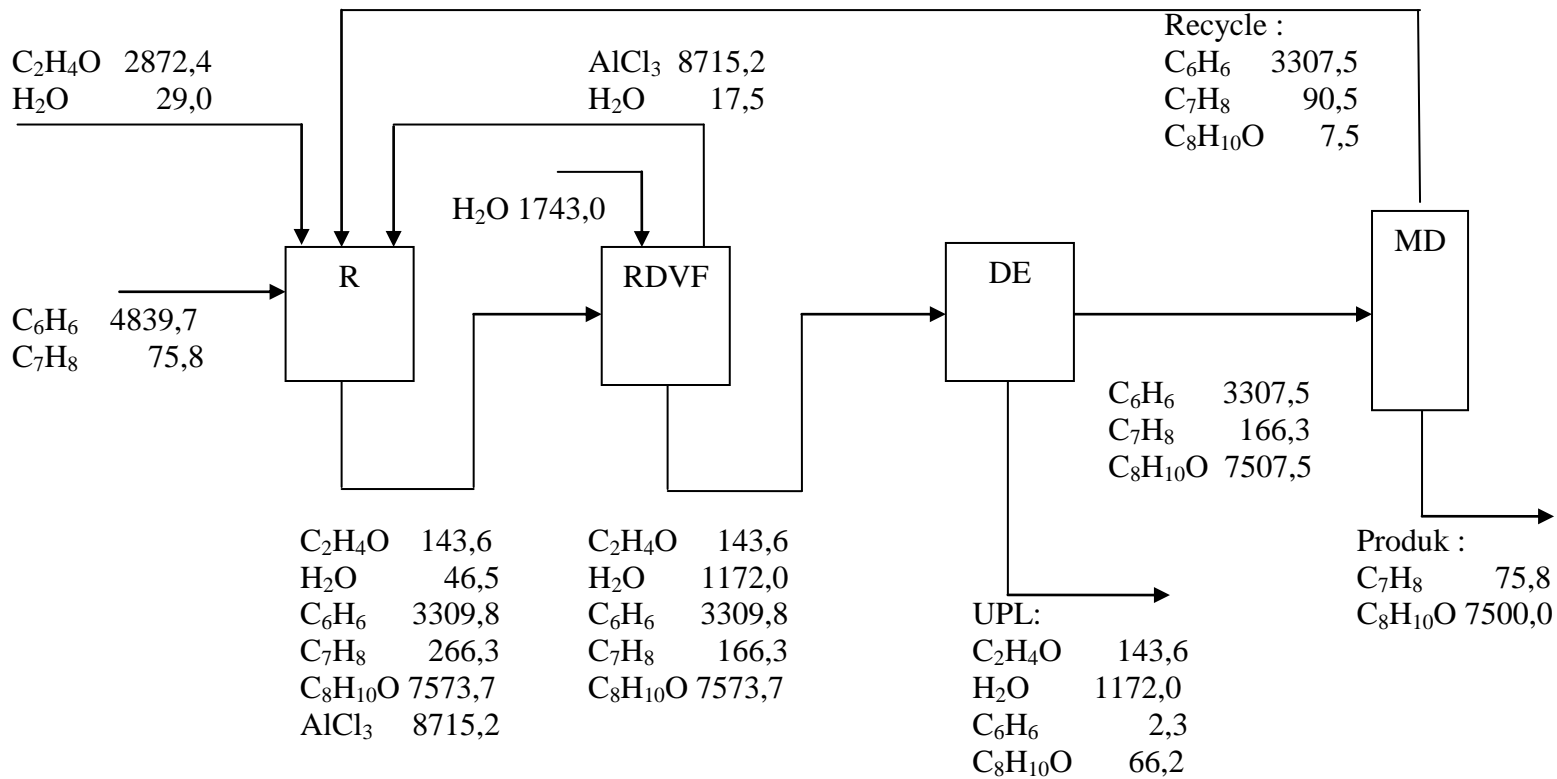 Recycle :
C₆H₆ 3307,5
C₇H₈ 90,5
C₈H₁₀O 7,5
C₂H₄O 2872,4
H₂O 29,0
AlCl₃ 8715,2
H₂O 17,5
H₂O 1743,0
R
RDVF
DE
MD
C₆H₆ 4839,7
C₇H₈ 75,8
C₆H₆ 3307,5
C₇H₈ 166,3
C₈H₁₀O 7507,5
C₂H₄O 143,6
H₂O 46,5
C₆H₆ 3309,8
C₇H₈ 266,3
C₈H₁₀O 7573,7
AlCl₃ 8715,2
C₂H₄O 143,6
H₂O 1172,0
C₆H₆ 3309,8
C₇H₈ 166,3
C₈H₁₀O 7573,7
UPL:
C₂H₄O 143,6
H₂O 1172,0
C₆H₆ 2,3
C₈H₁₀O 66,2
Produk :
C₇H₈ 75,8
C₈H₁₀O 7500,0